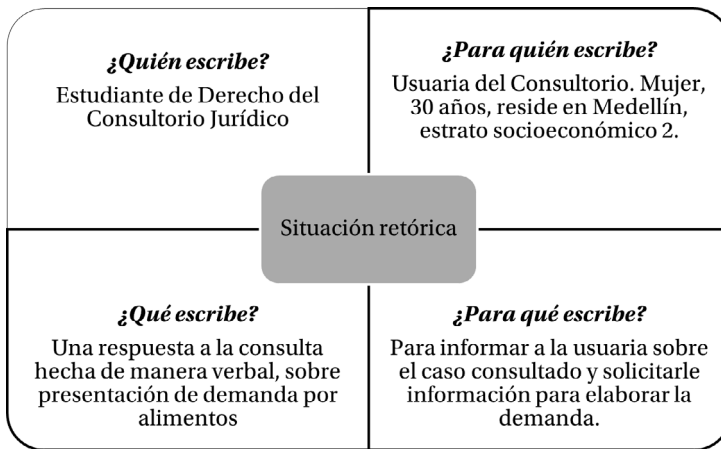 ¿Quién escribe?
Estudiante de Derecho del
Consultorio Jurídico
¿Para quién escribe?
Usuaria del Consultorio. Mujer,
30 años, reside en Medellín,
estrato socioeconómico 2.
Situación retórica
¿Qué escribe?
Una respuesta a la consulta
hecha de manera verbal, sobre
presentación de demanda por
alimentos
¿Para qué escribe?
Para informar a la usuaria sobre
el caso consultado y solicitarle
información para elaborar la
demanda.